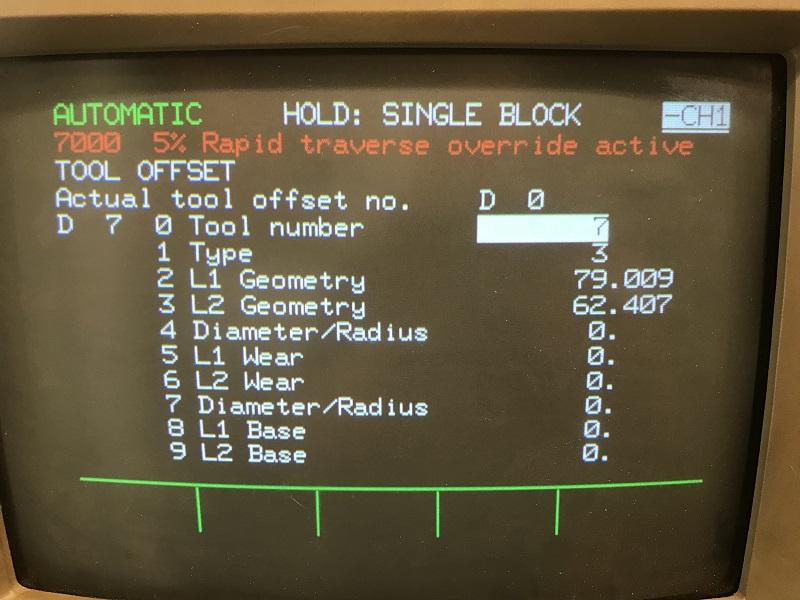 AUTOMATIC HOLD: SINGLE BLOCK -CH1
7000 5% Rapid traverse override active
TOOL OFFSET
Actual tool offset no. D 0
D 7 0 Tool number 7
1 Type 3
2 L1 Geometry 79.009
3 L2 Geometry 62.407
4 Diameter/Radius 0.
5 L1 Wear 0.
6 L2 Wear 0.
7 Diameter/Radius 0.
8 L1 Base 0.
9 L2 Base 0.